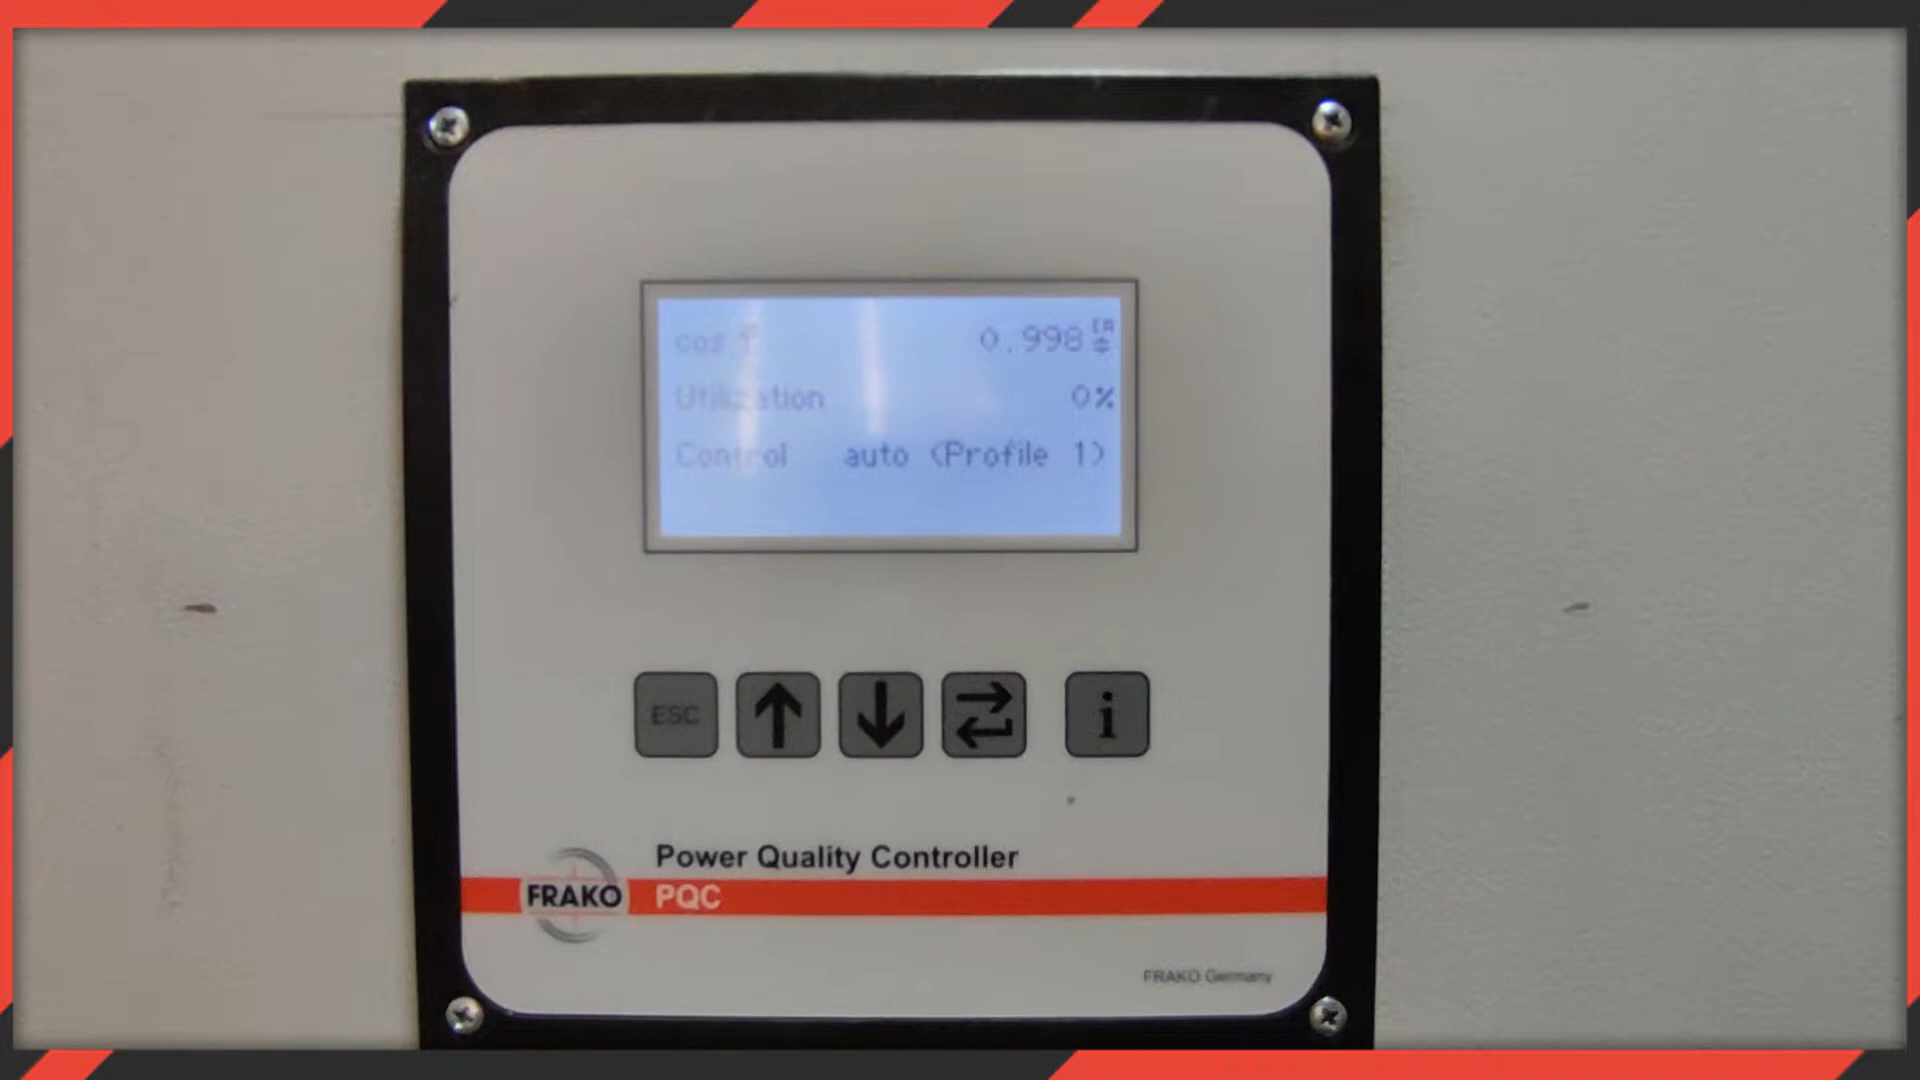 cos φ 0.998
Utilization 0%
Control auto (Profile 1)
ESC
i
Power Quality Controller
FRAKO PQC
FRAKO Germany